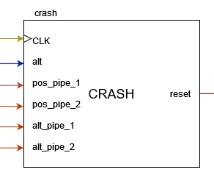 crash
CLK
alt
pos_pipe_1
pos_pipe_2
CRASH
reset
alt_pipe_1
alt_pipe_2